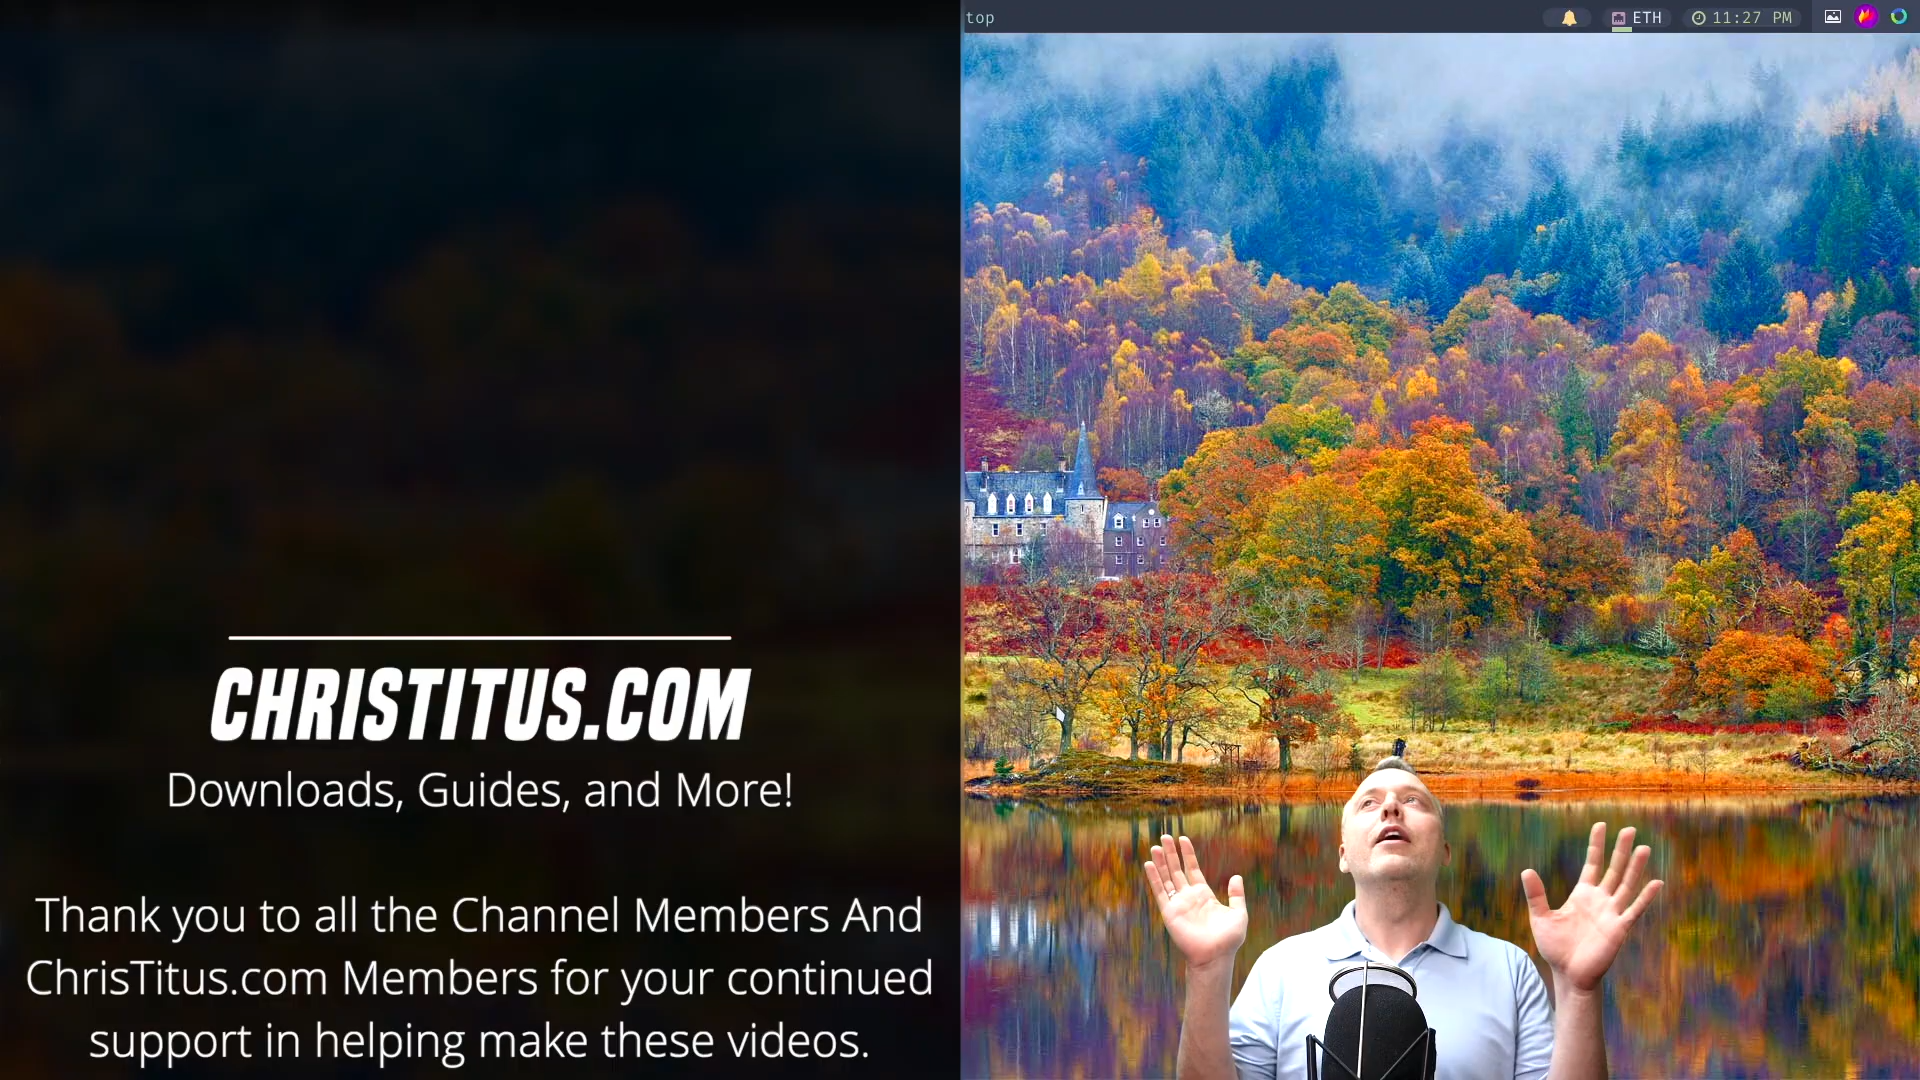 top
ETH
11:27 PM
CHRISTITUS.COM
Downloads, Guides, and More!
Thank you to all the Channel Members And
ChrisTitus.com Members for your continued
support in helping make these videos.